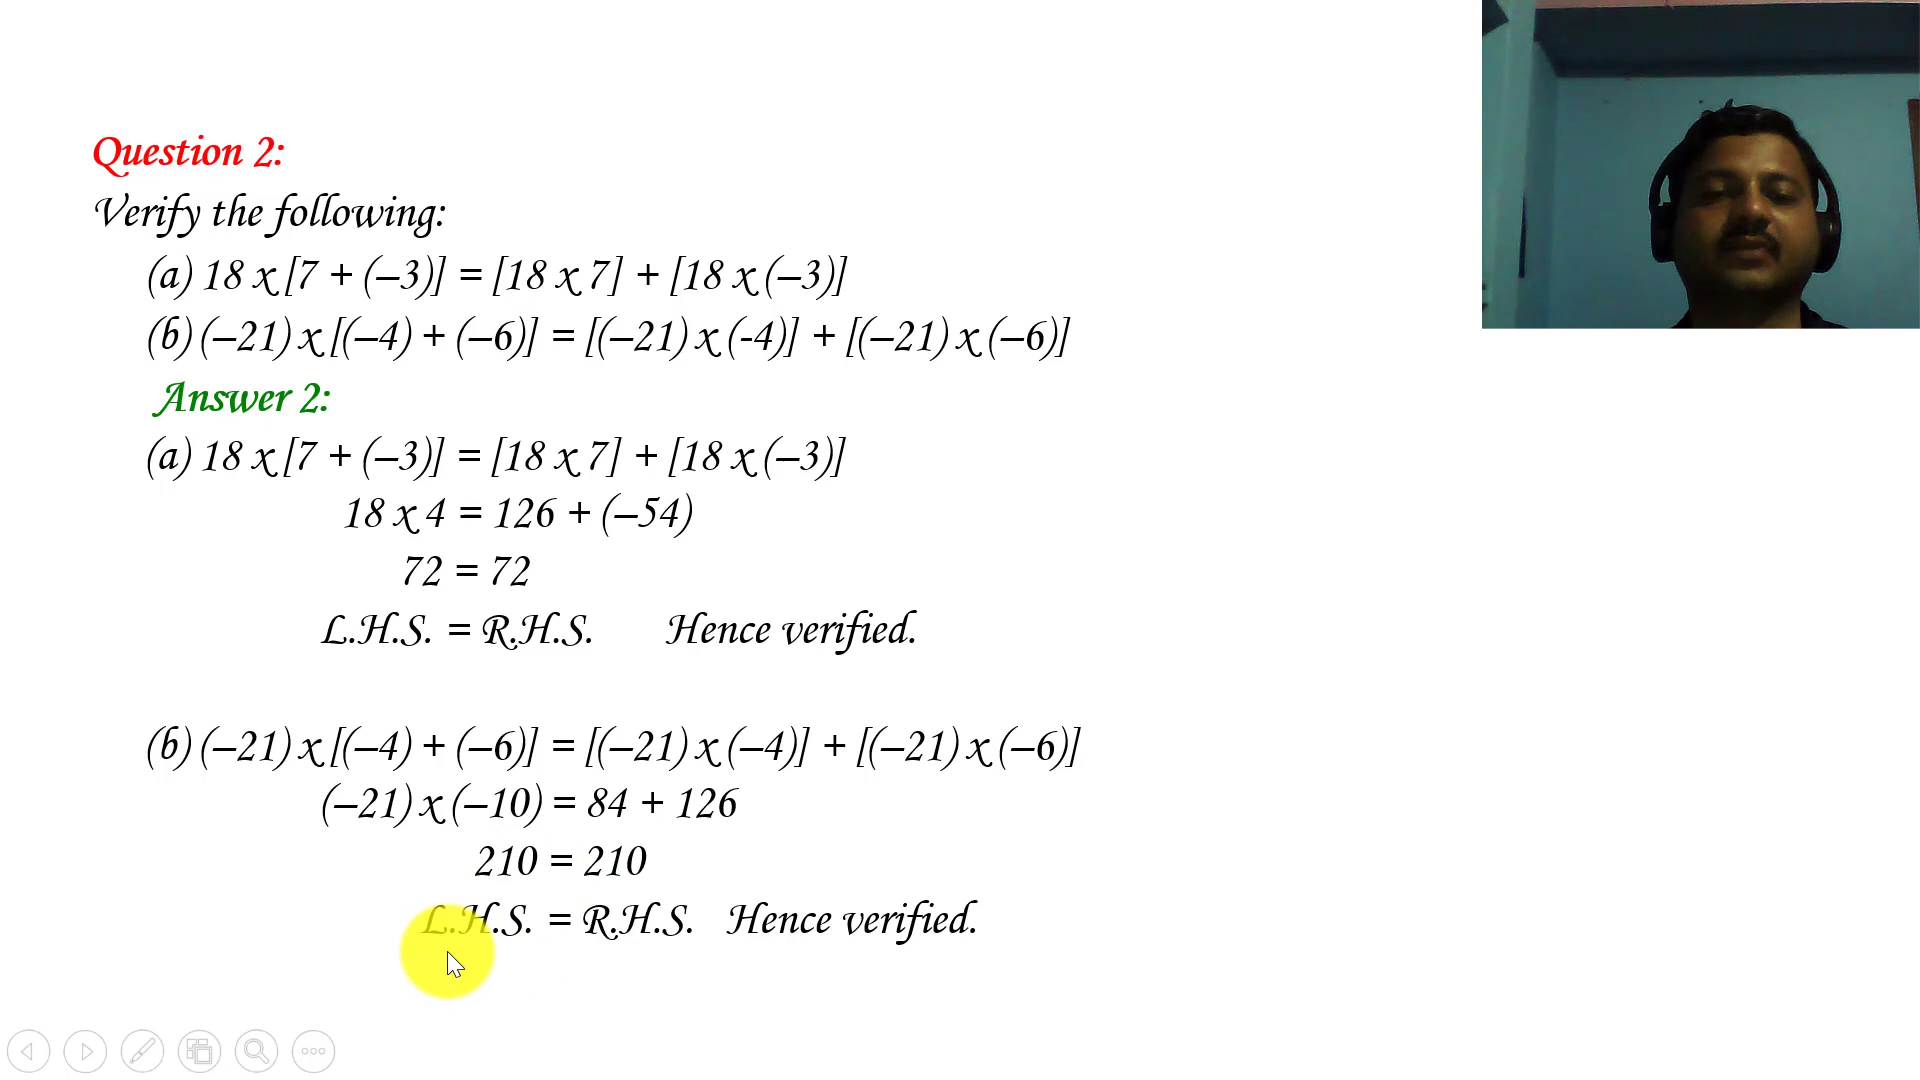 Question 2:
Verify the following:
(a) 18 x [7 + (–3)] = [18 x 7] + [18 x (–3)]
(b) (–21) x [(–4) + (–6)] = [(–21) x (-4)] + [(–21) x (–6)]
Answer 2:
(a) 18 x [7 + (–3)] = [18 x 7] + [18 x (–3)]
18 x 4 = 126 + (–54)
72 = 72
L.H.S. = R.H.S. Hence verified.
(b) (–21) x [(–4) + (–6)] = [(–21) x (–4)] + [(–21) x (–6)]
(–21) x (–10) = 84 + 126
210 = 210
L.H.S. = R.H.S. Hence verified.